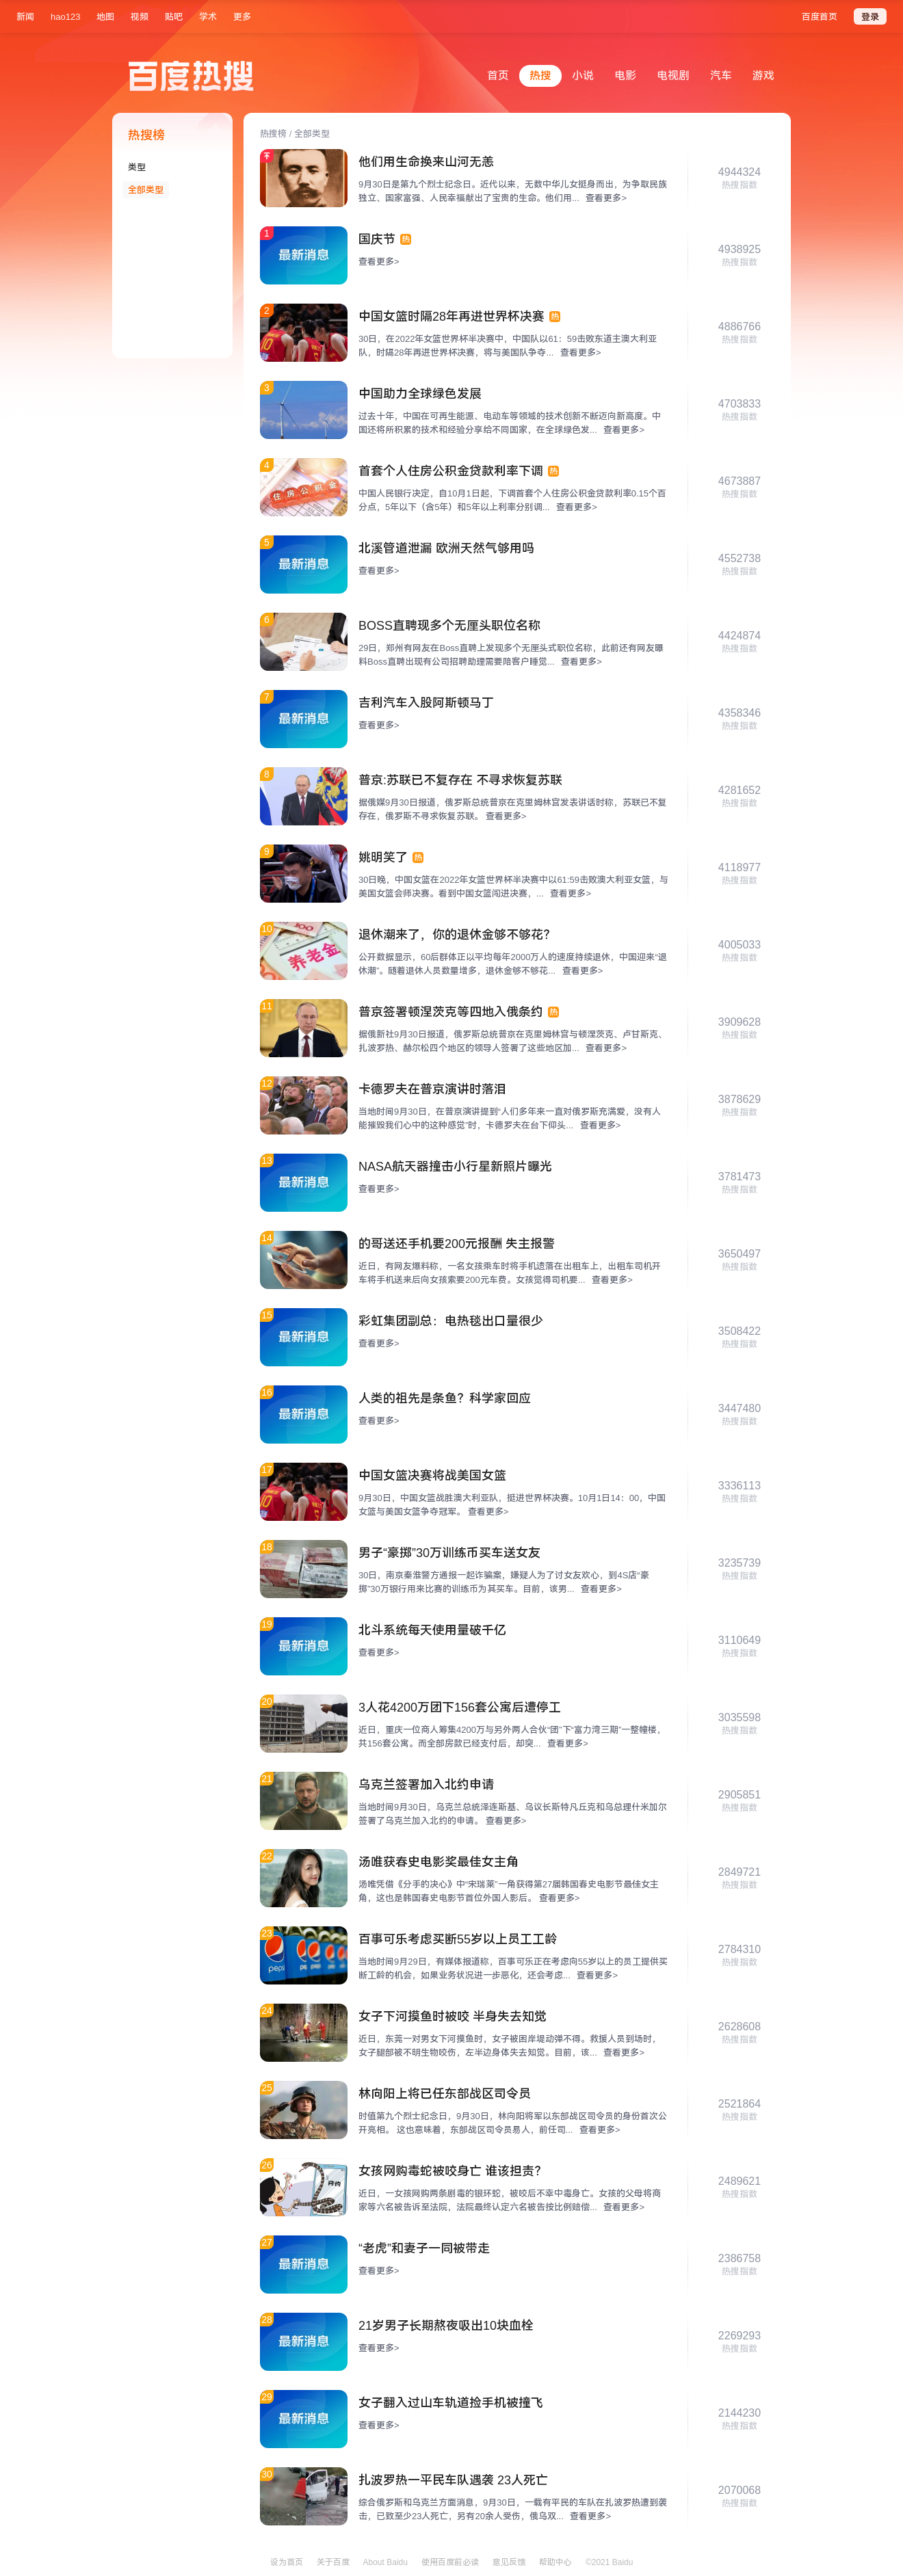 新闻 hao123 地图 视频 贴吧 学术 更多 百度首页 登录
百度热搜
首页 热搜 小说 电影 电视剧 汽车 游戏
热搜榜
类型
全部类型
热搜榜 / 全部类型
他们用生命换来山河无恙
9月30日是第九个烈士纪念日。近代以来，无数中华儿女挺身而出，为争取民族
独立、国家富强、人民幸福献出了宝贵的生命。他们用... 查看更多>
4944324
热搜指数
1
最新消息
国庆节 热
查看更多>
4938925
热搜指数
2
中国女篮时隔28年再进世界杯决赛 热
30日，在2022年女篮世界杯半决赛中，中国队以61：59击败东道主澳大利亚
队，时隔28年再进世界杯决赛，将与美国队争夺... 查看更多>
4886766
热搜指数
3
中国助力全球绿色发展
过去十年，中国在可再生能源、电动车等领域的技术创新不断迈向新高度。中
国还将所积累的技术和经验分享给不同国家，在全球绿色发... 查看更多>
4703833
热搜指数
4
住房公积金
首套个人住房公积金贷款利率下调 热
中国人民银行决定，自10月1日起，下调首套个人住房公积金贷款利率0.15个百
分点，5年以下（含5年）和5年以上利率分别调... 查看更多>
4673887
热搜指数
5
最新消息
北溪管道泄漏 欧洲天然气够用吗
查看更多>
4552738
热搜指数
6
BOSS直聘现多个无厘头职位名称
29日，郑州有网友在Boss直聘上发现多个无厘头式职位名称，此前还有网友曝
料Boss直聘出现有公司招聘助理需要陪客户睡觉... 查看更多>
4424874
热搜指数
7
最新消息
吉利汽车入股阿斯顿马丁
查看更多>
4358346
热搜指数
8
普京:苏联已不复存在 不寻求恢复苏联
据俄媒9月30日报道，俄罗斯总统普京在克里姆林宫发表讲话时称，苏联已不复
存在，俄罗斯不寻求恢复苏联。 查看更多>
4281652
热搜指数
9
姚明笑了 热
30日晚，中国女篮在2022年女篮世界杯半决赛中以61:59击败澳大利亚女篮，与
美国女篮会师决赛。看到中国女篮闯进决赛，... 查看更多>
4118977
热搜指数
10
100
养老金
退休潮来了，你的退休金够不够花？
公开数据显示，60后群体正以平均每年2000万人的速度持续退休，中国迎来“退
休潮”。随着退休人员数量增多，退休金够不够花... 查看更多>
4005033
热搜指数
11
普京签署顿涅茨克等四地入俄条约 热
据俄新社9月30日报道，俄罗斯总统普京在克里姆林宫与顿涅茨克、卢甘斯克、
扎波罗热、赫尔松四个地区的领导人签署了这些地区加... 查看更多>
3909628
热搜指数
12
卡德罗夫在普京演讲时落泪
当地时间9月30日，在普京演讲提到“人们多年来一直对俄罗斯充满爱，没有人
能摧毁我们心中的这种感觉”时，卡德罗夫在台下仰头... 查看更多>
3878629
热搜指数
13
最新消息
NASA航天器撞击小行星新照片曝光
查看更多>
3781473
热搜指数
14
的哥送还手机要200元报酬 失主报警
近日，有网友爆料称，一名女孩乘车时将手机遗落在出租车上，出租车司机开
车将手机送来后向女孩索要200元车费。女孩觉得司机要... 查看更多>
3650497
热搜指数
15
最新消息
彩虹集团副总：电热毯出口量很少
查看更多>
3508422
热搜指数
16
最新消息
人类的祖先是条鱼？科学家回应
查看更多>
3447480
热搜指数
17
中国女篮决赛将战美国女篮
9月30日，中国女篮战胜澳大利亚队，挺进世界杯决赛。10月1日14：00，中国
女篮与美国女篮争夺冠军。 查看更多>
3336113
热搜指数
18
男子“豪掷”30万训练币买车送女友
30日，南京秦淮警方通报一起诈骗案，嫌疑人为了讨女友欢心，到4S店“豪
掷”30万银行用来比赛的训练币为其买车。目前，该男... 查看更多>
3235739
热搜指数
19
最新消息
北斗系统每天使用量破千亿
查看更多>
3110649
热搜指数
20
3人花4200万团下156套公寓后遭停工
近日，重庆一位商人筹集4200万与另外两人合伙“团”下“富力湾三期”一整幢楼，
共156套公寓。而全部房款已经支付后，却突... 查看更多>
3035598
热搜指数
21
乌克兰签署加入北约申请
当地时间9月30日，乌克兰总统泽连斯基、乌议长斯特凡丘克和乌总理什米加尔
签署了乌克兰加入北约的申请。 查看更多>
2905851
热搜指数
22
汤唯获春史电影奖最佳女主角
汤唯凭借《分手的决心》中“宋瑞莱”一角获得第27届韩国春史电影节最佳女主
角，这也是韩国春史电影节首位外国人影后。 查看更多>
2849721
热搜指数
23
百事可乐考虑买断55岁以上员工工龄
当地时间9月29日，有媒体报道称，百事可乐正在考虑向55岁以上的员工提供买
断工龄的机会，如果业务状况进一步恶化，还会考虑... 查看更多>
2784310
热搜指数
24
女子下河摸鱼时被咬 半身失去知觉
近日，东莞一对男女下河摸鱼时，女子被困岸堤动弹不得。救援人员到场时，
女子腿部被不明生物咬伤，左半边身体失去知觉。目前，该... 查看更多>
2628608
热搜指数
25
林向阳上将已任东部战区司令员
时值第九个烈士纪念日，9月30日，林向阳将军以东部战区司令员的身份首次公
开亮相。 这也意味着，东部战区司令员易人，前任司... 查看更多>
2521864
热搜指数
26
网购
女孩网购毒蛇被咬身亡 谁该担责？
近日，一女孩网购两条剧毒的银环蛇，被咬后不幸中毒身亡。女孩的父母将商
家等六名被告诉至法院，法院最终认定六名被告按比例赔偿... 查看更多>
2489621
热搜指数
27
最新消息
“老虎”和妻子一同被带走
查看更多>
2386758
热搜指数
28
最新消息
21岁男子长期熬夜吸出10块血栓
查看更多>
2269293
热搜指数
29
最新消息
女子翻入过山车轨道捡手机被撞飞
查看更多>
2144230
热搜指数
30
扎波罗热一平民车队遇袭 23人死亡
综合俄罗斯和乌克兰方面消息，9月30日，一载有平民的车队在扎波罗热遭到袭
击，已致至少23人死亡，另有20余人受伤，俄乌双... 查看更多>
2070068
热搜指数
设为首页 关于百度 About Baidu 使用百度前必读 意见反馈 帮助中心 ©2021 Baidu